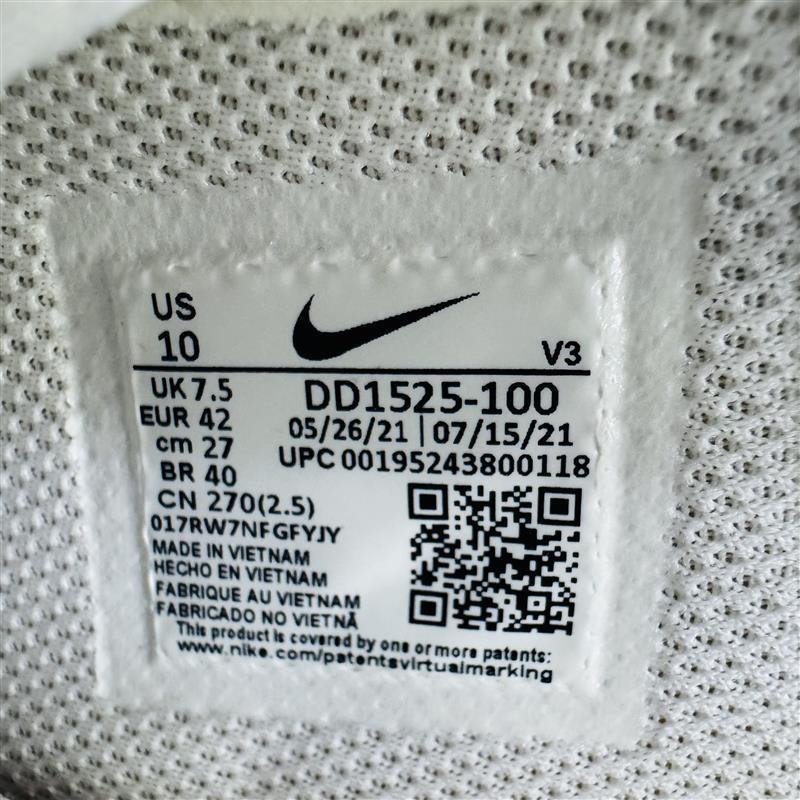 US
10
V3
UK 7.5
EUR 42
cm 27
BR 40
CN 270(2.5)
DD1525-100
05/26/21 | 07/15/21
UPC 00195243800118
017RW7NFGFYJY
MADE IN VIETNAM
HECHO EN VIETNAM
FABRIQUE AU VIETNAM
FABRICADO NO VIETNÃ
This product is covered by one or more patents:
www.nike.com/patentsvirtualmarking